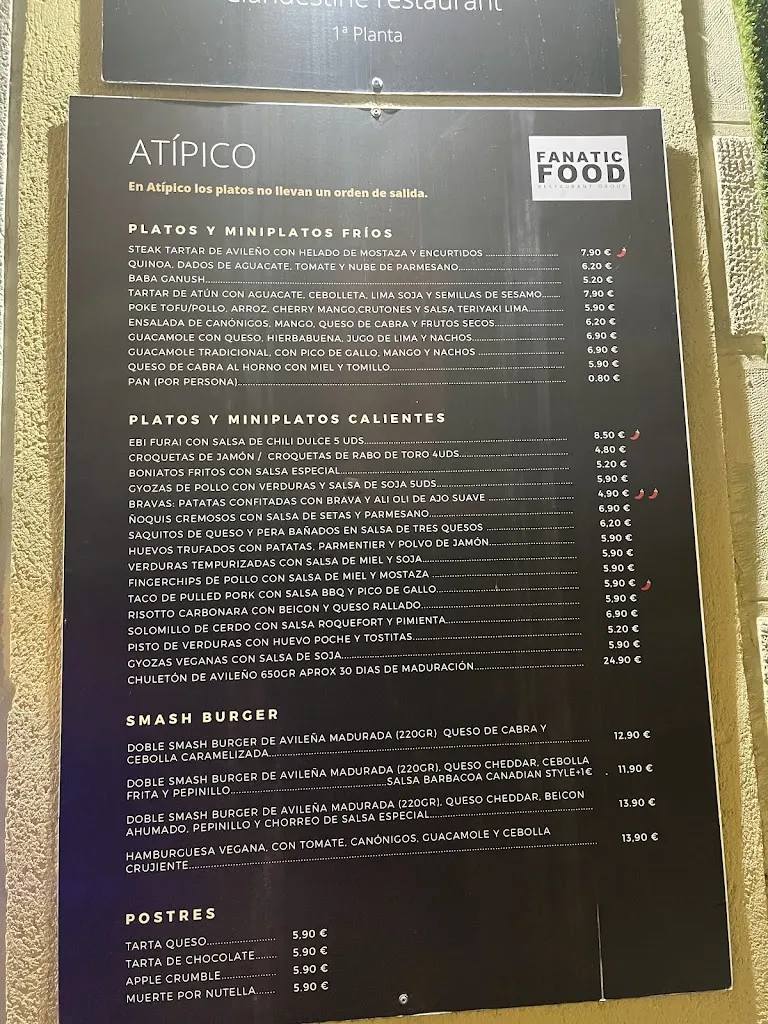 Clandestine restaurant
1ª Planta
ATÍPICO
FANATIC
FOOD
RESTAURANT GROUP
En Atípico los platos no llevan un orden de salida.
PLATOS Y MINIPLATOS FRÍOS
STEAK TARTAR DE AVILEÑO CON HELADO DE MOSTAZA Y ENCURTIDOS 7.90 €
QUINOA, DADOS DE AGUACATE, TOMATE Y NUBE DE PARMESANO 6,20 €
BABA GANUSH 5.20 €
TARTAR DE ATÚN CON AGUACATE, CEBOLLETA, LIMA SOJA Y SEMILLAS DE SESAMO 7,90 €
POKE TOFU/POLLO, ARROZ, CHERRY MANGO,CRUTONES Y SALSA TERIYAKI LIMA 5.90 €
ENSALADA DE CANÓNIGOS, MANGO, QUESO DE CABRA Y FRUTOS SECOS 6.20 €
GUACAMOLE CON QUESO, HIERBABUENA, JUGO DE LIMA Y NACHOS 6,90 €
GUACAMOLE TRADICIONAL, CON PICO DE GALLO, MANGO Y NACHOS 6.90 €
QUESO DE CABRA AL HORNO CON MIEL Y TOMILLO 5.90 €
PAN (POR PERSONA) 0.80 €
PLATOS Y MINIPLATOS CALIENTES
EBI FURAI CON SALSA DE CHILI DULCE 5 UDS 8,50 €
CROQUETAS DE JAMÓN / CROQUETAS DE RABO DE TORO 4UDS 4,80 €
BONIATOS FRITOS CON SALSA ESPECIAL 5.20 €
GYOZAS DE POLLO CON VERDURAS Y SALSA DE SOJA 5UDS 5,90 €
BRAVAS: PATATAS CONFITADAS CON BRAVA Y ALI OLI DE AJO SUAVE 4,90 €
ÑOQUIS CREMOSOS CON SALSA DE SETAS Y PARMESANO 6.90 €
SAQUITOS DE QUESO Y PERA BAÑADOS EN SALSA DE TRES QUESOS 6,20 €
HUEVOS TRUFADOS CON PATATAS, PARMENTIER Y POLVO DE JAMÓN 5.90 €
VERDURAS TEMPURIZADAS CON SALSA DE MIEL Y SOJA 5.90 €
FINGERCHIPS DE POLLO CON SALSA DE MIEL Y MOSTAZA 5.90 €
TACO DE PULLED PORK CON SALSA BBQ Y PICO DE GALLO 5,90 €
RISOTTO CARBONARA CON BEICON Y QUESO RALLADO 5.90 €
SOLOMILLO DE CERDO CON SALSA ROQUEFORT Y PIMIENTA 6,90 €
PISTO DE VERDURAS CON HUEVO POCHE Y TOSTITAS 5.20 €
GYOZAS VEGANAS CON SALSA DE SOJA 5.90 €
CHULETÓN DE AVILEÑO 650GR APROX 30 DIAS DE MADURACIÓN 24.90 €
SMASH BURGER
DOBLE SMASH BURGER DE AVILEÑA MADURADA (220GR) QUESO DE CABRA Y
CEBOLLA CARAMELIZADA 12.90 €
DOBLE SMASH BURGER DE AVILEÑA MADURADA (220GR), QUESO CHEDDAR, CEBOLLA
FRITA Y PEPINILLO SALSA BARBACOA CANADIAN STYLE+1€ . 11,90 €
DOBLE SMASH BURGER DE AVILEÑA MADURADA (220GR), QUESO CHEDDAR, BEICON
AHUMADO, PEPINILLO Y CHORREO DE SALSA ESPECIAL 13.90 €
HAMBURGUESA VEGANA, CON TOMATE, CANÓNIGOS, GUACAMOLE Y CEBOLLA
CRUJIENTE 13,90 €
POSTRES
TARTA QUESO 5,90 €
TARTA DE CHOCOLATE 5.90 €
APPLE CRUMBLE 5.90 €
MUERTE POR NUTELLA 5.90 €